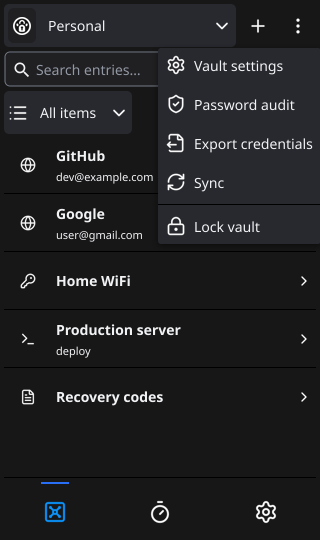 Personal
Search entries...
Vault settings
Password audit
Export credentials
Sync
Lock vault
All items
GitHub
dev@example.com
Google
user@gmail.com
Home WiFi
Production server
deploy
Recovery codes